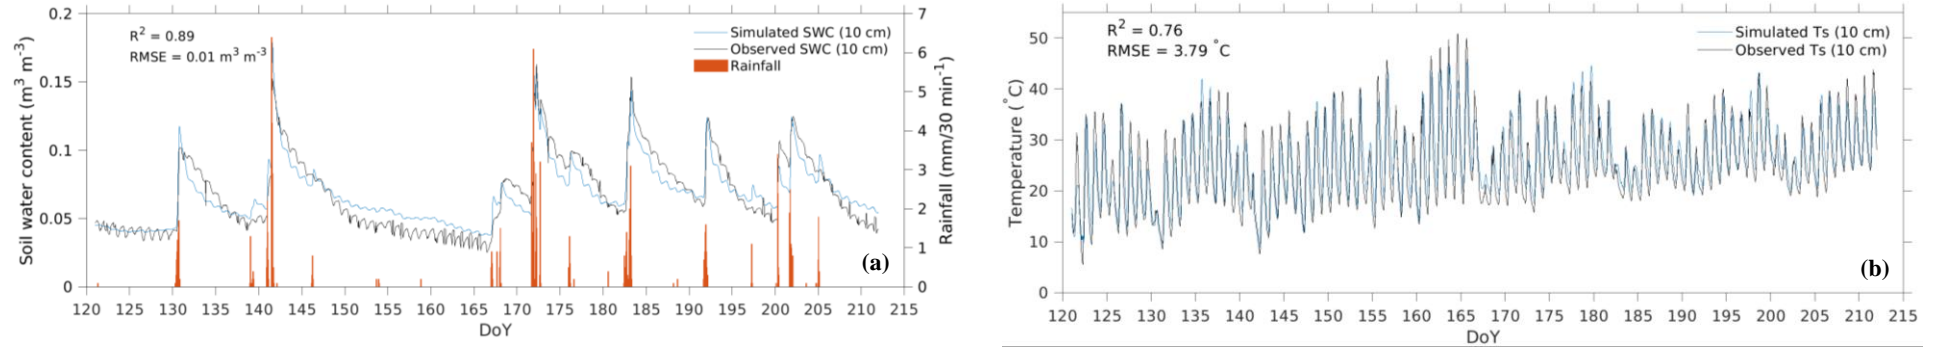 R² = 0.89
RMSE = 0.01 m³ m⁻³
Simulated SWC (10 cm)
Observed SWC (10 cm)
Rainfall
Soil water content (m³ m⁻³)
0.2
0.15
0.1
0.05
0
7
6
5
4
3
2
1
0
Rainfall (mm/30 min⁻¹)
(a)
120 125 130 135 140 145 150 155 160 165 170 175 180 185 190 195 200 205 210 215
DoY
R² = 0.76
RMSE = 3.79 °C
Simulated Ts (10 cm)
Observed Ts (10 cm)
Temperature (°C)
50
40
30
20
10
0
(b)
120 125 130 135 140 145 150 155 160 165 170 175 180 185 190 195 200 205 210 215
DoY